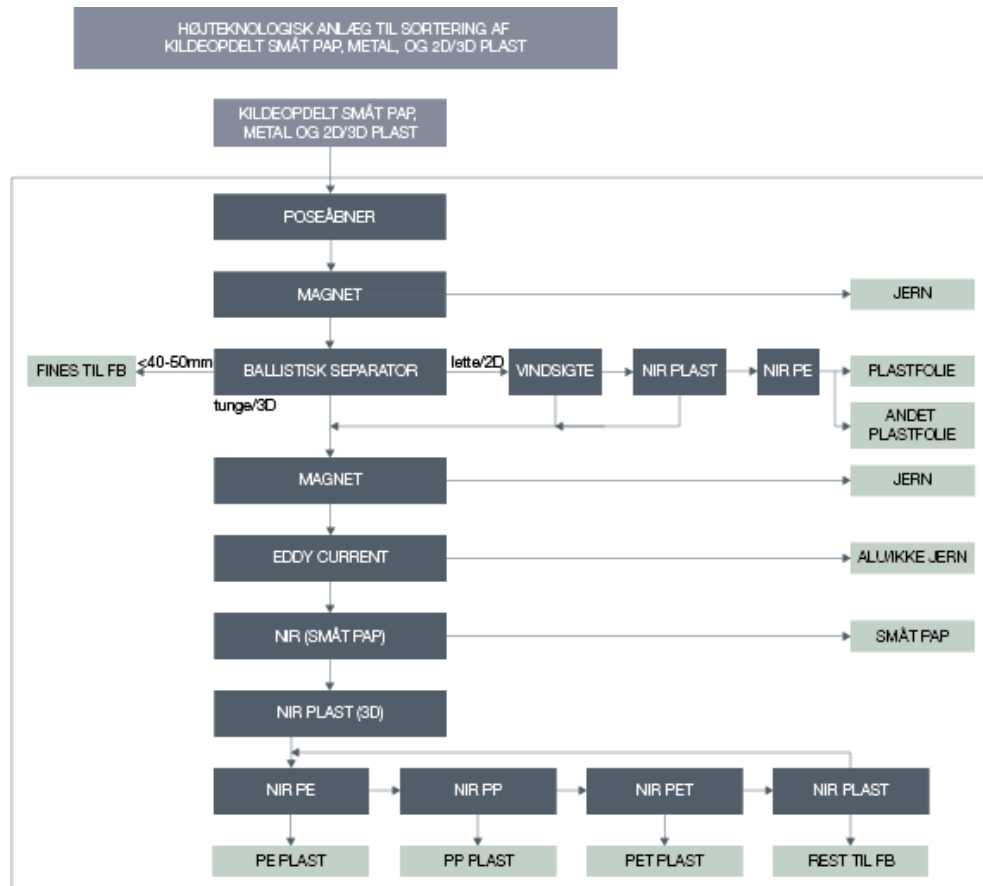 HØJTEKNOLOGISK ANLÆG TIL SORTERING AF
KILDEOPDELT SMÅT PAP, METAL, OG 2D/3D PLAST
KILDEOPDELT SMÅT PAP,
METAL OG 2D/3D PLAST
POSEÅBNER
MAGNET
JERN
FINES TIL FB
<40-50mm
BALLISTISK SEPARATOR
lette/2D
VINDSIGTE
NIR PLAST
NIR PE
PLASTFOLIE
tunge/3D
ANDET
PLASTFOLIE
MAGNET
JERN
EDDY CURRENT
ALU/IKKE JERN
NIR (SMÅT PAP)
SMÅT PAP
NIR PLAST (3D)
NIR PE
NIR PP
NIR PET
NIR PLAST
PE PLAST
PP PLAST
PET PLAST
REST TIL FB